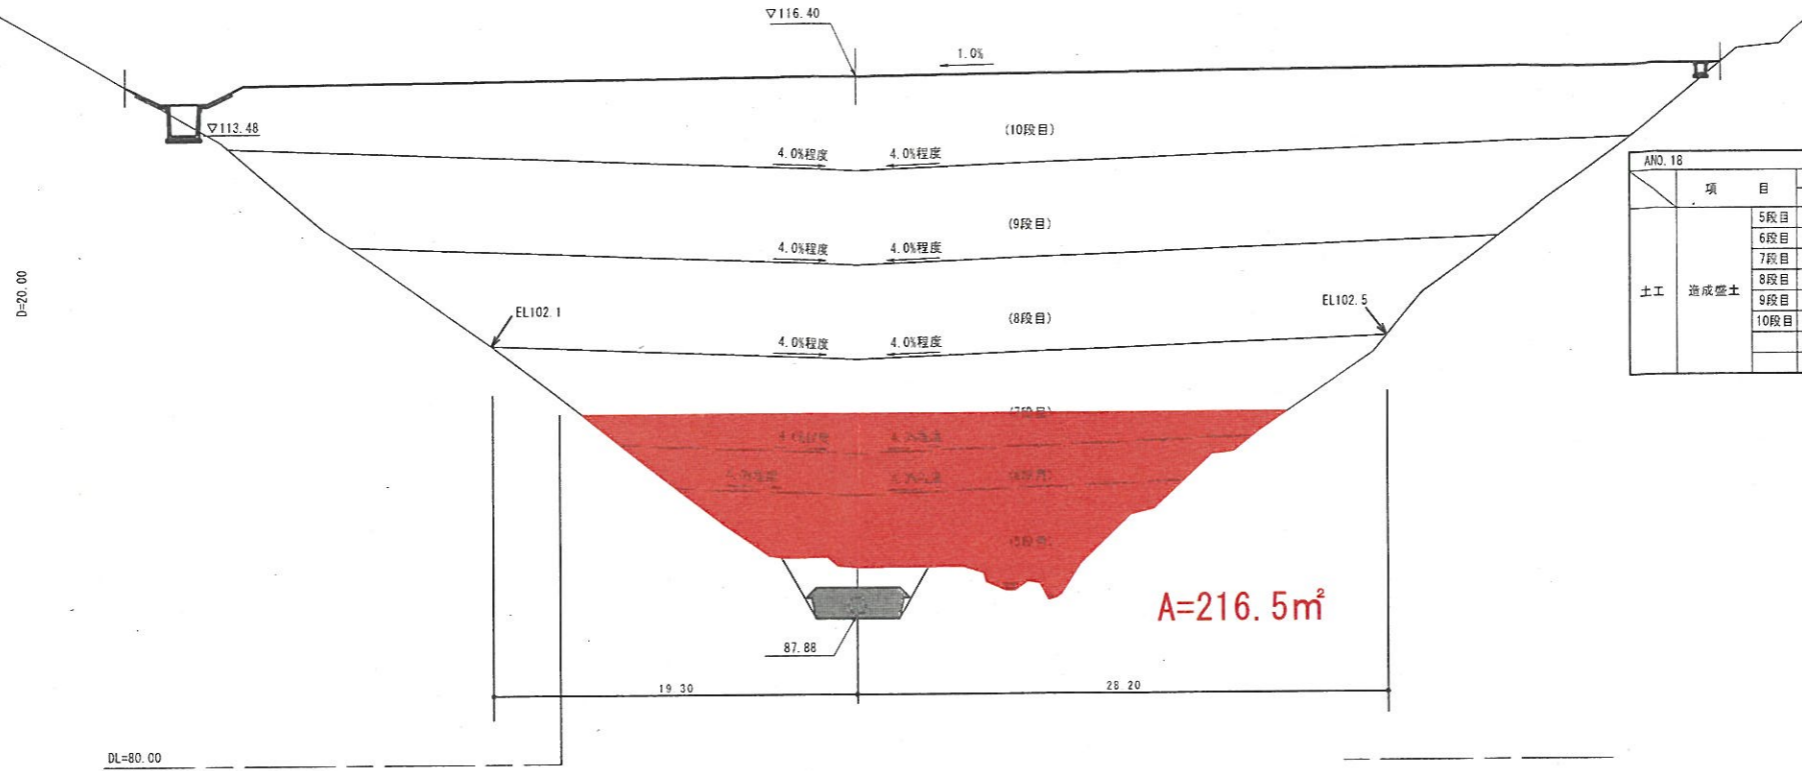 ▽116.40
1.0%
▽113.48
(10段目)
4.0%程度 4.0%程度
ANO.18
項 目
(9段目)
5段目
6段目
7段目
8段目
9段目
10段目
土工 造成盛土
4.0%程度 4.0%程度
D=20.00
EL102.1
EL102.5
(8段目)
4.0%程度 4.0%程度
(7段目)
A=216.5㎡
87.88
19.30
28.20
DL=80.00